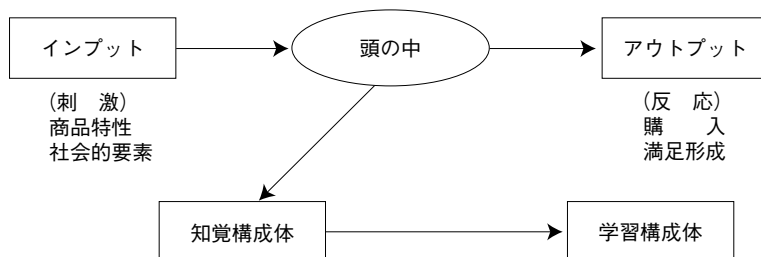 インプット
頭の中
アウトプット
(刺　激)
商品特性
社会的要素
(反　応)
購　　入
満足形成
知覚構成体
学習構成体